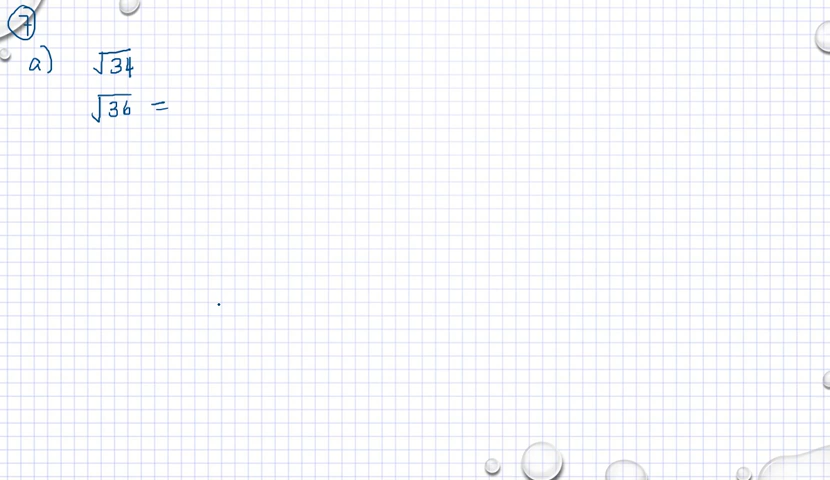 7
a) √34
√36 =